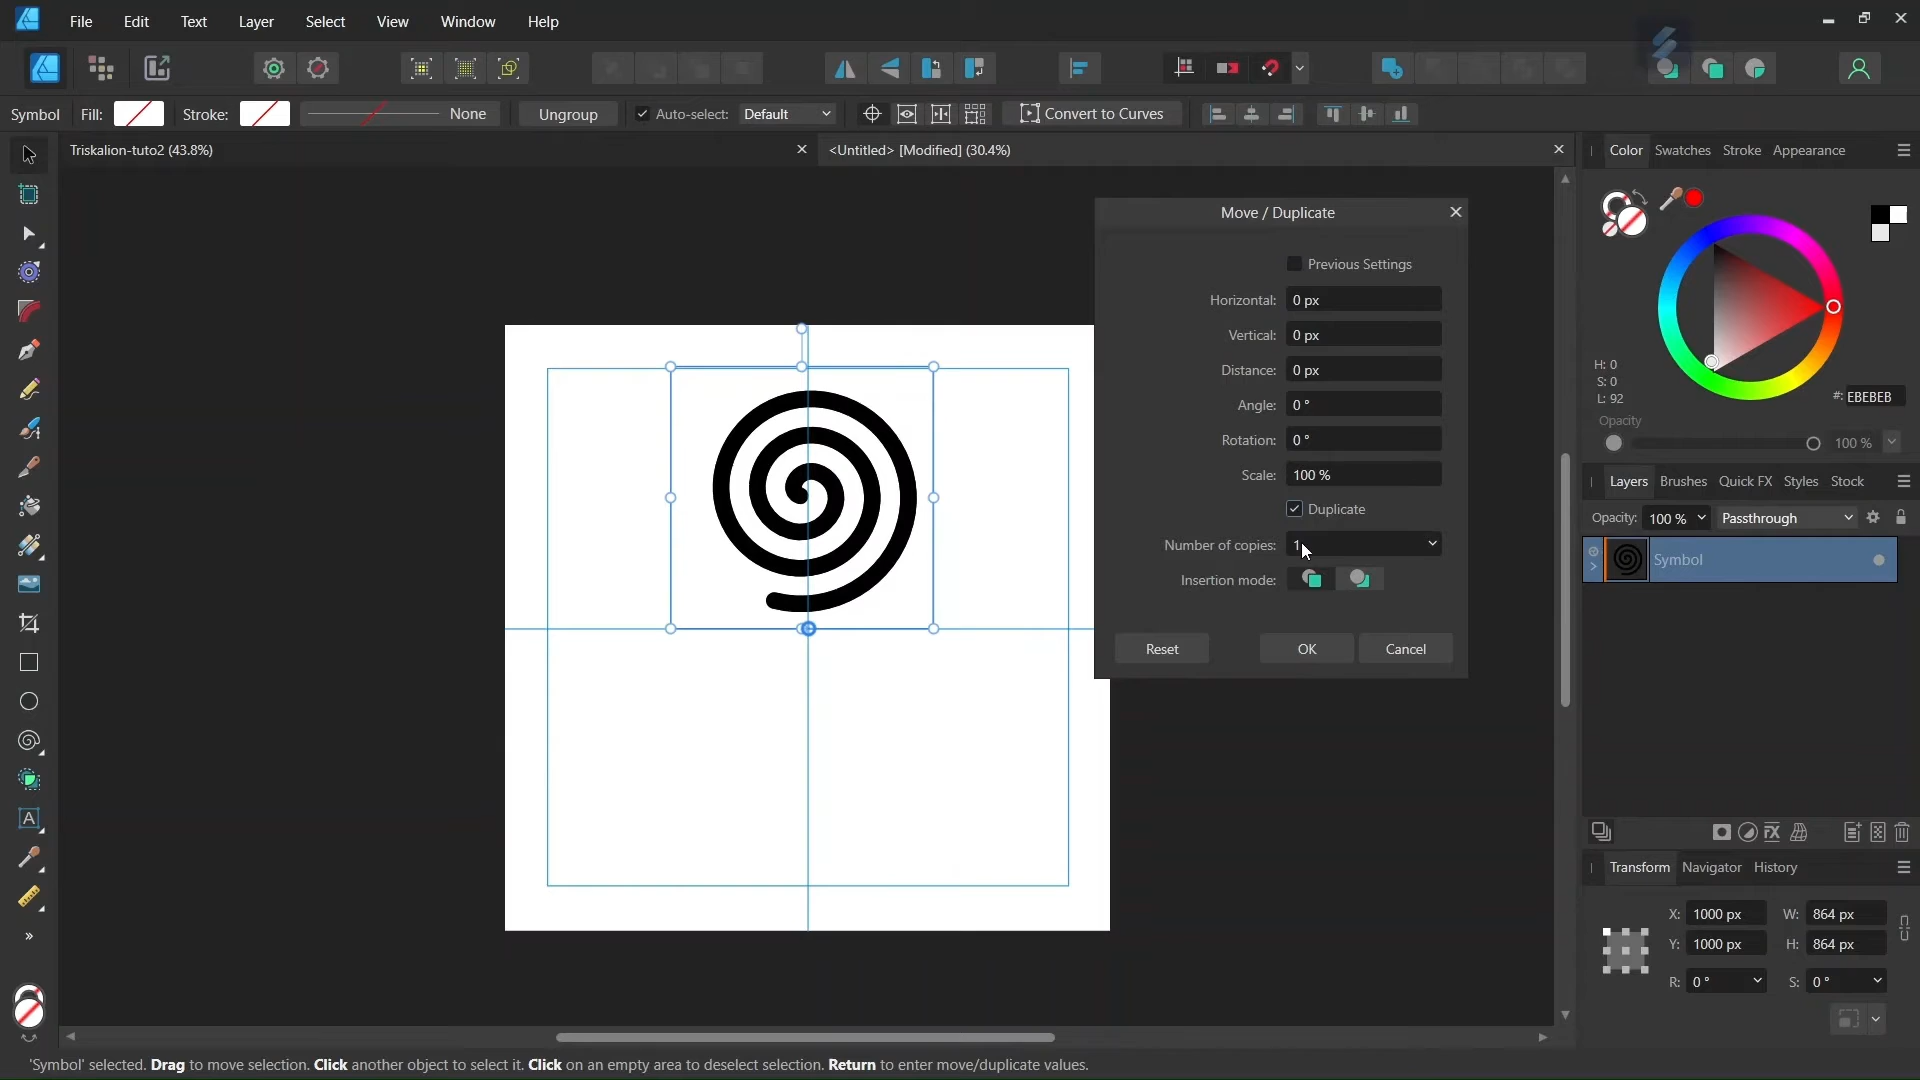 File Edit Text Layer Select View Window Help
Symbol Fill: Stroke: None Ungroup Auto-select: Default Convert to Curves
Triskalion-tuto2 (43.8%) <Untitled> [Modified] (30.4%)
Color Swatches Stroke Appearance
H: 0
S: 0
L: 92
#: EBEBEB
Opacity
100 %
Move / Duplicate
Previous Settings
Horizontal: 0 px
Vertical: 0 px
Distance: 0 px
Angle: 0 °
Rotation: 0 °
Scale: 100 %
Duplicate
Number of copies: 1
Insertion mode:
Reset OK Cancel
Layers Brushes Quick FX Styles Stock
Opacity: 100 % Passthrough
Symbol
Transform Navigator History
X: 1000 px W: 864 px
Y: 1000 px H: 864 px
R: 0 ° S: 0 °
'Symbol' selected. Drag to move selection. Click another object to select it. Click on an empty area to deselect selection. Return to enter move/duplicate values.